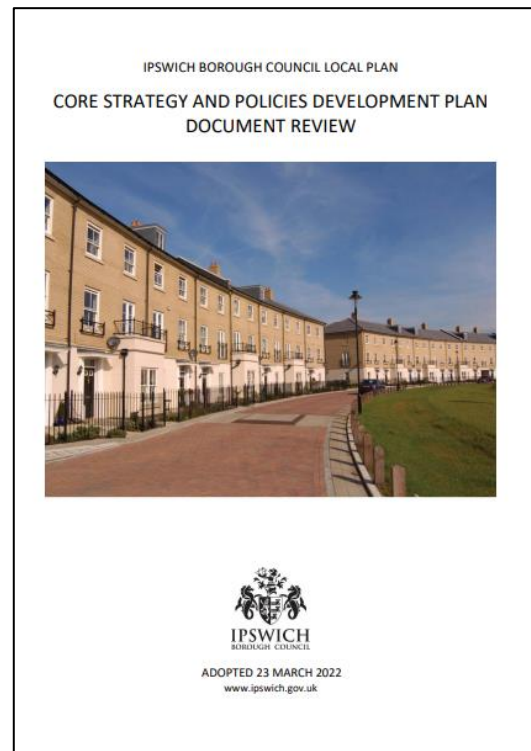 IPSWICH BOROUGH COUNCIL LOCAL PLAN
CORE STRATEGY AND POLICIES DEVELOPMENT PLAN
DOCUMENT REVIEW
IPSWICH
BOROUGH COUNCIL
ADOPTED 23 MARCH 2022
www.ipswich.gov.uk